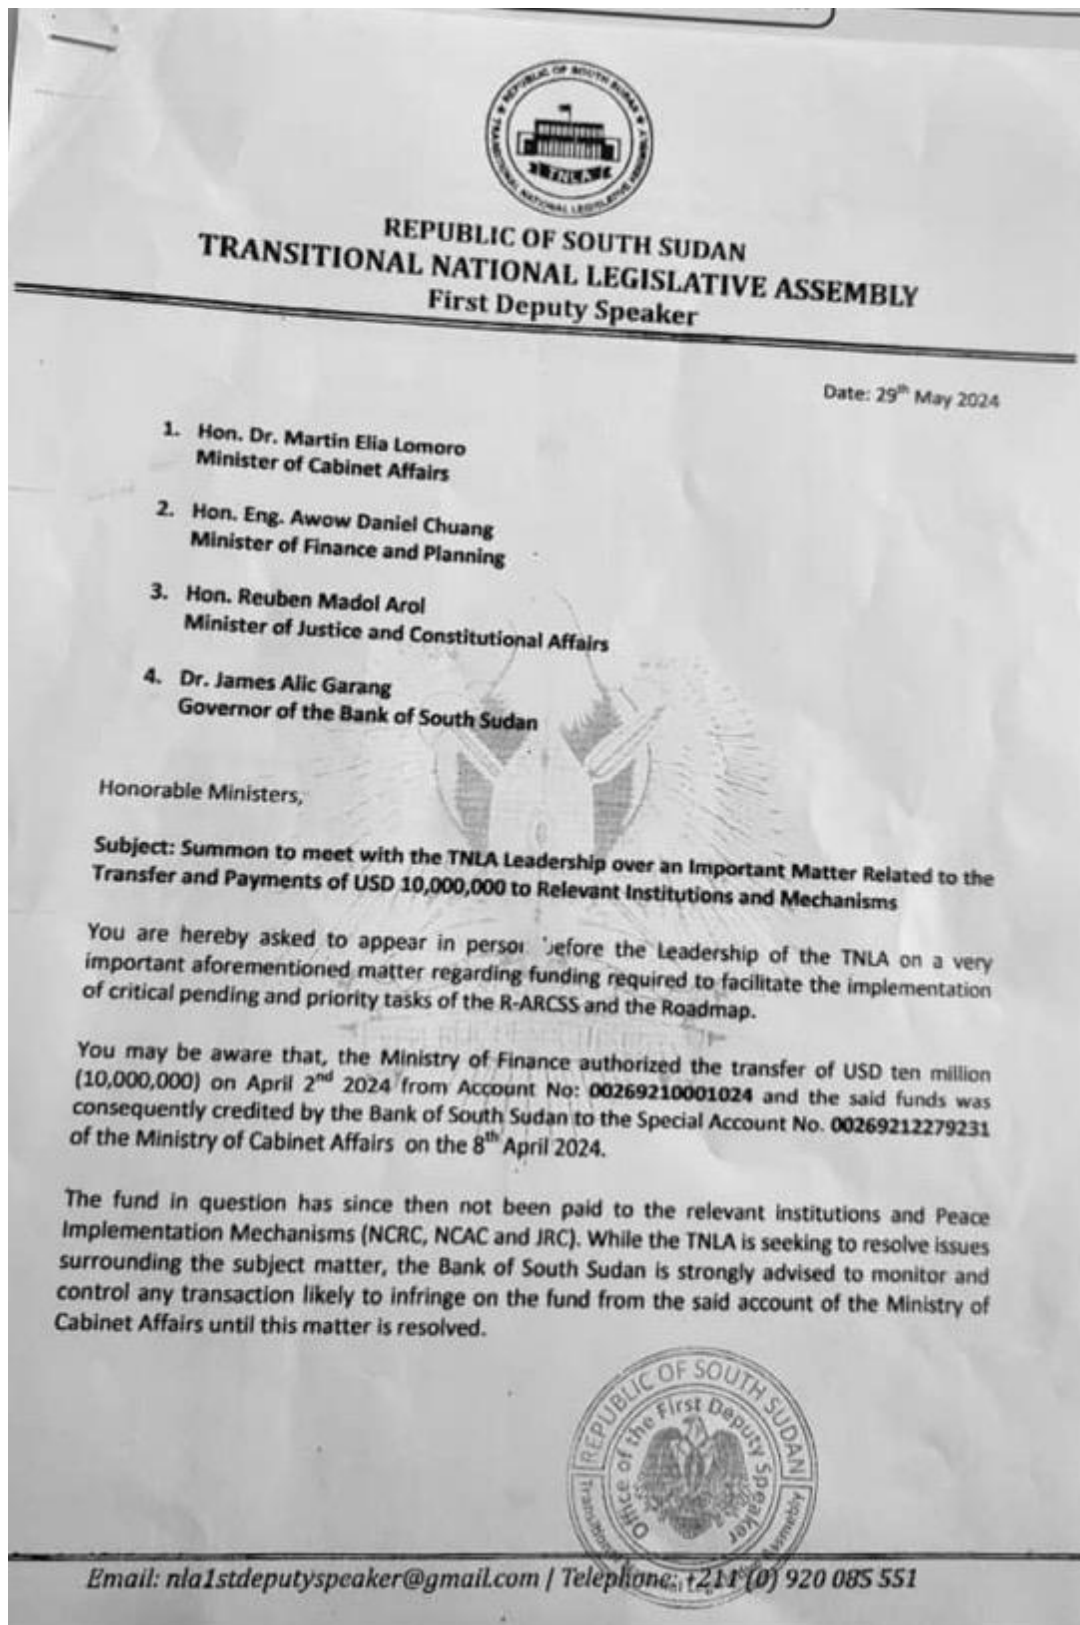 REPUBLIC OF SOUTH SUDAN
TRANSITIONAL NATIONAL LEGISLATIVE ASSEMBLY
TNLA
REPUBLIC OF SOUTH SUDAN
TRANSITIONAL NATIONAL LEGISLATIVE ASSEMBLY
First Deputy Speaker
Date: 29th May 2024
1. Hon. Dr. Martin Elia Lomoro
Minister of Cabinet Affairs
2. Hon. Eng. Awow Daniel Chuang
Minister of Finance and Planning
3. Hon. Reuben Madol Arol
Minister of Justice and Constitutional Affairs
4. Dr. James Alic Garang
Governor of the Bank of South Sudan
Honorable Ministers,
Subject: Summon to meet with the TNLA Leadership over an Important Matter Related to the
Transfer and Payments of USD 10,000,000 to Relevant Institutions and Mechanisms
You are hereby asked to appear in person before the Leadership of the TNLA on a very
important aforementioned matter regarding funding required to facilitate the implementation
of critical pending and priority tasks of the R-ARCSS and the Roadmap.
You may be aware that, the Ministry of Finance authorized the transfer of USD ten million
(10,000,000) on April 2nd 2024 from Account No: 00269210001024 and the said funds was
consequently credited by the Bank of South Sudan to the Special Account No. 00269212279231
of the Ministry of Cabinet Affairs on the 8th April 2024.
The fund in question has since then not been paid to the relevant institutions and Peace
Implementation Mechanisms (NCRC, NCAC and JRC). While the TNLA is seeking to resolve issues
surrounding the subject matter, the Bank of South Sudan is strongly advised to monitor and
control any transaction likely to infringe on the fund from the said account of the Ministry of
Cabinet Affairs until this matter is resolved.
REPUBLIC OF SOUTH SUDAN
Office of the First Deputy Speaker
Transitional National Legislative Assembly
Email: nla1stdeputyspeaker@gmail.com | Telephone: +211 (0) 920 085 551